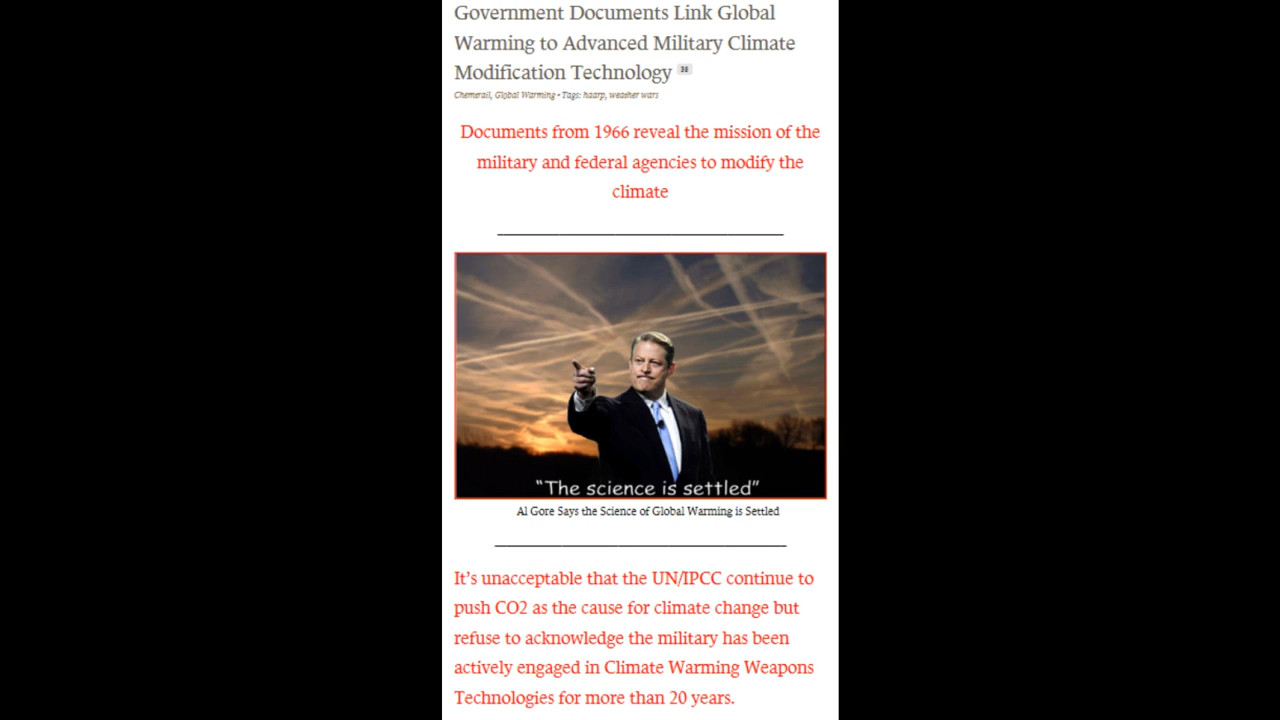 Government Documents Link Global
Warming to Advanced Military Climate
Modification Technology 38
Chemtrail, Global Warming • Tags: haarp, weather wars
Documents from 1966 reveal the mission of the
military and federal agencies to modify the
climate
“The science is settled”
Al Gore Says the Science of Global Warming is Settled
It’s unacceptable that the UN/IPCC continue to
push CO2 as the cause for climate change but
refuse to acknowledge the military has been
actively engaged in Climate Warming Weapons
Technologies for more than 20 years.